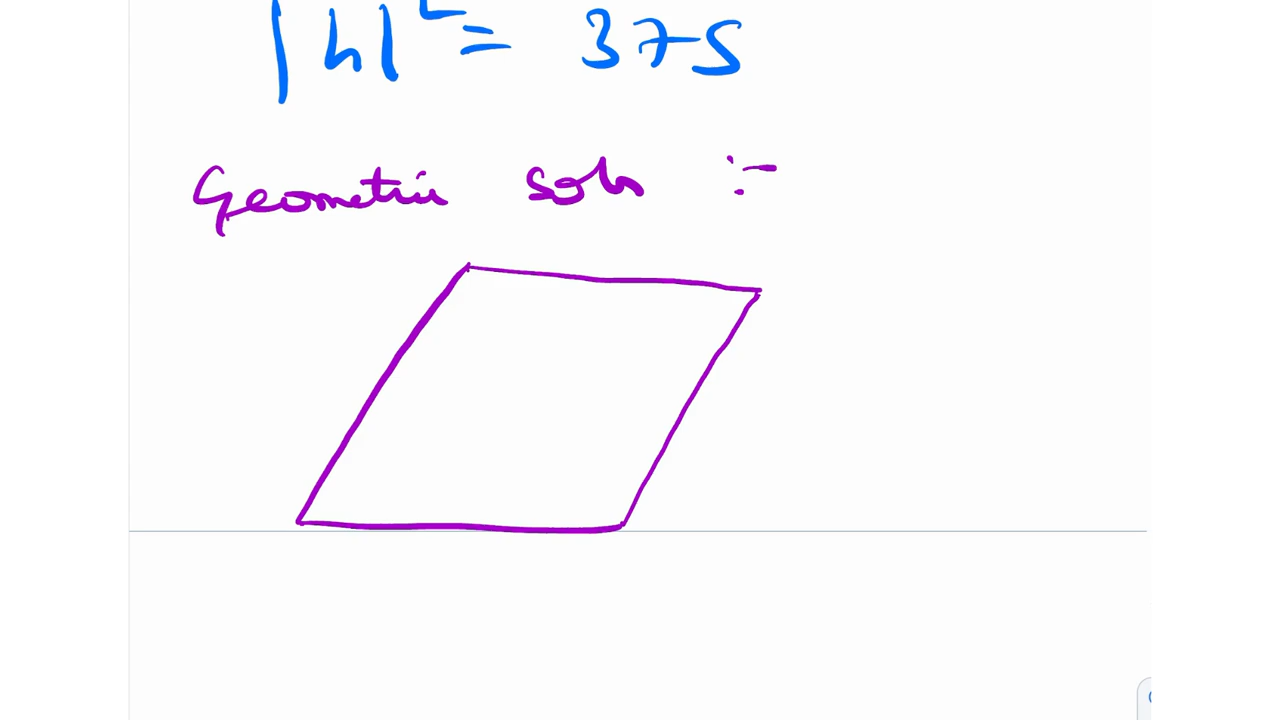 |h|² = 375
Geometric soln :-